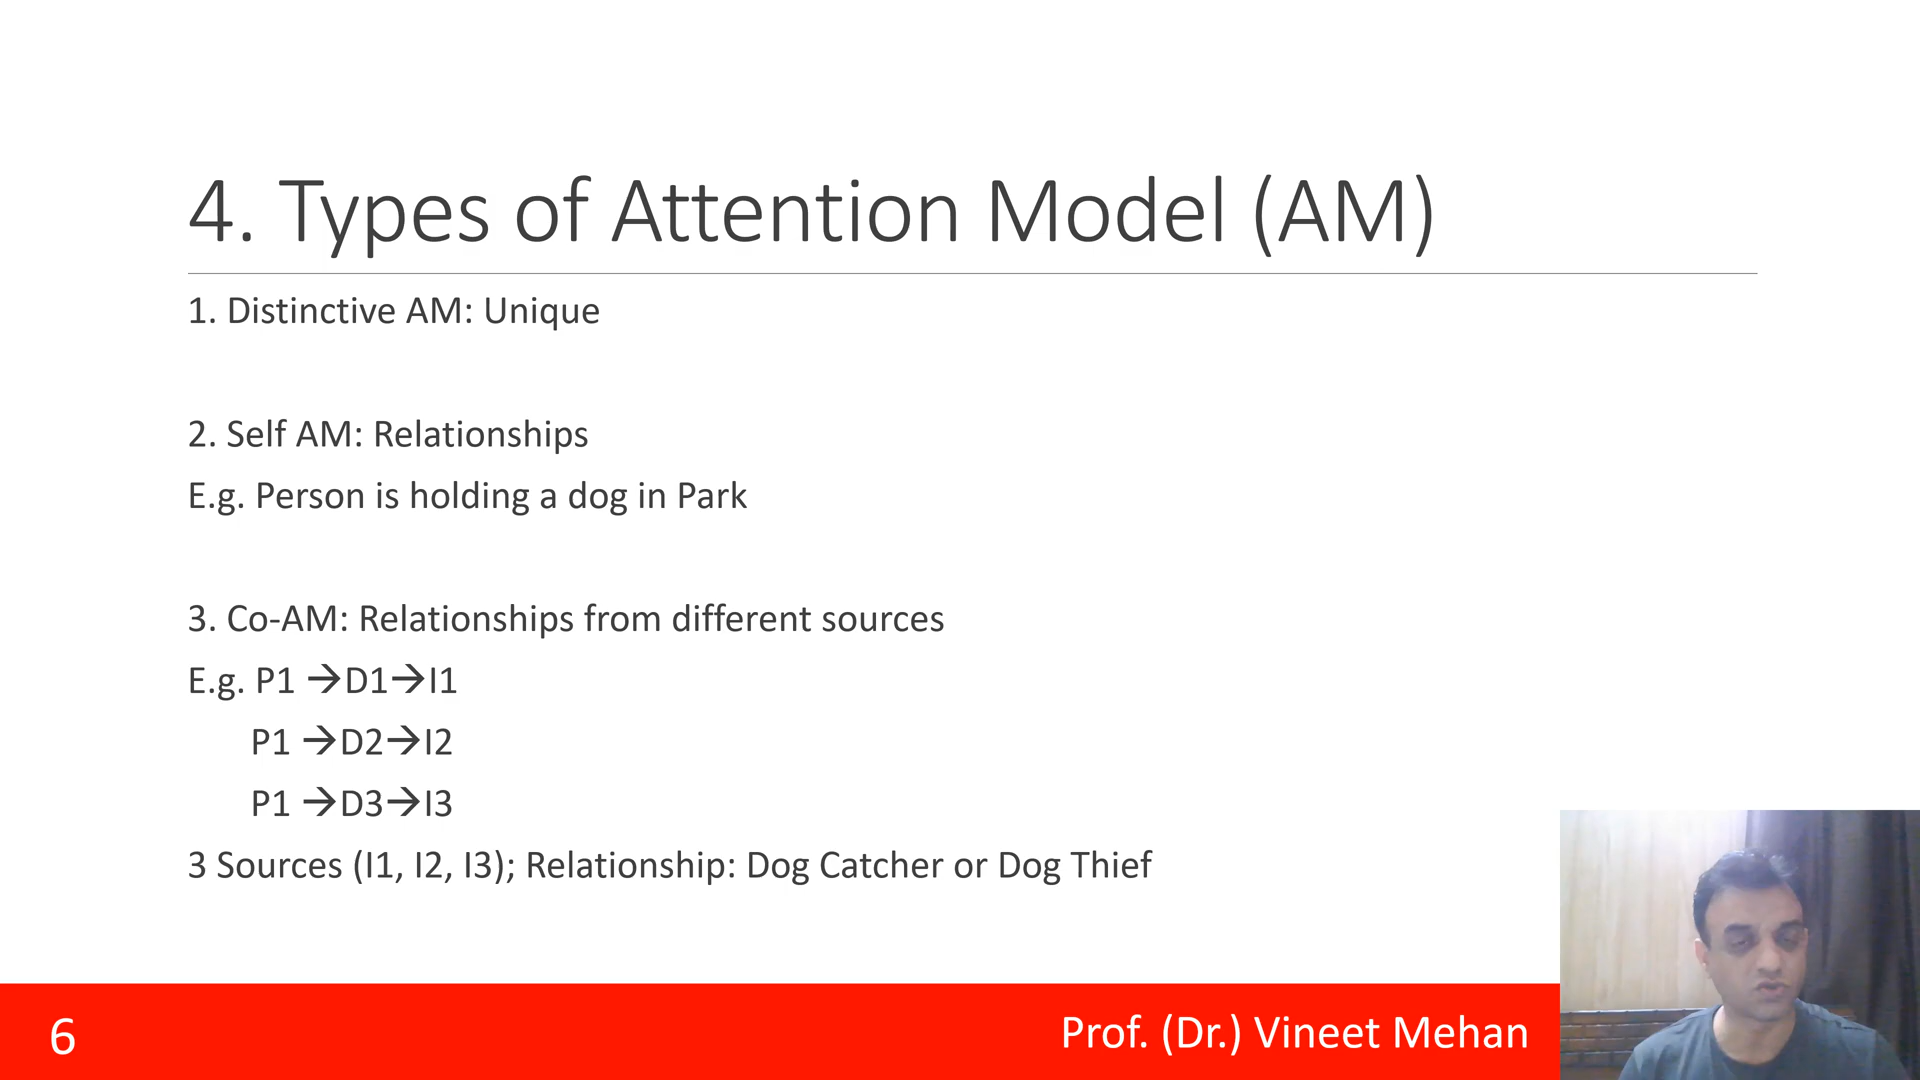 4. Types of Attention Model (AM)
1. Distinctive AM: Unique
2. Self AM: Relationships
E.g. Person is holding a dog in Park
3. Co-AM: Relationships from different sources
E.g. P1 →D1→I1
P1 →D2→I2
P1 →D3→I3
3 Sources (I1, I2, I3); Relationship: Dog Catcher or Dog Thief
6
Prof. (Dr.) Vineet Mehan